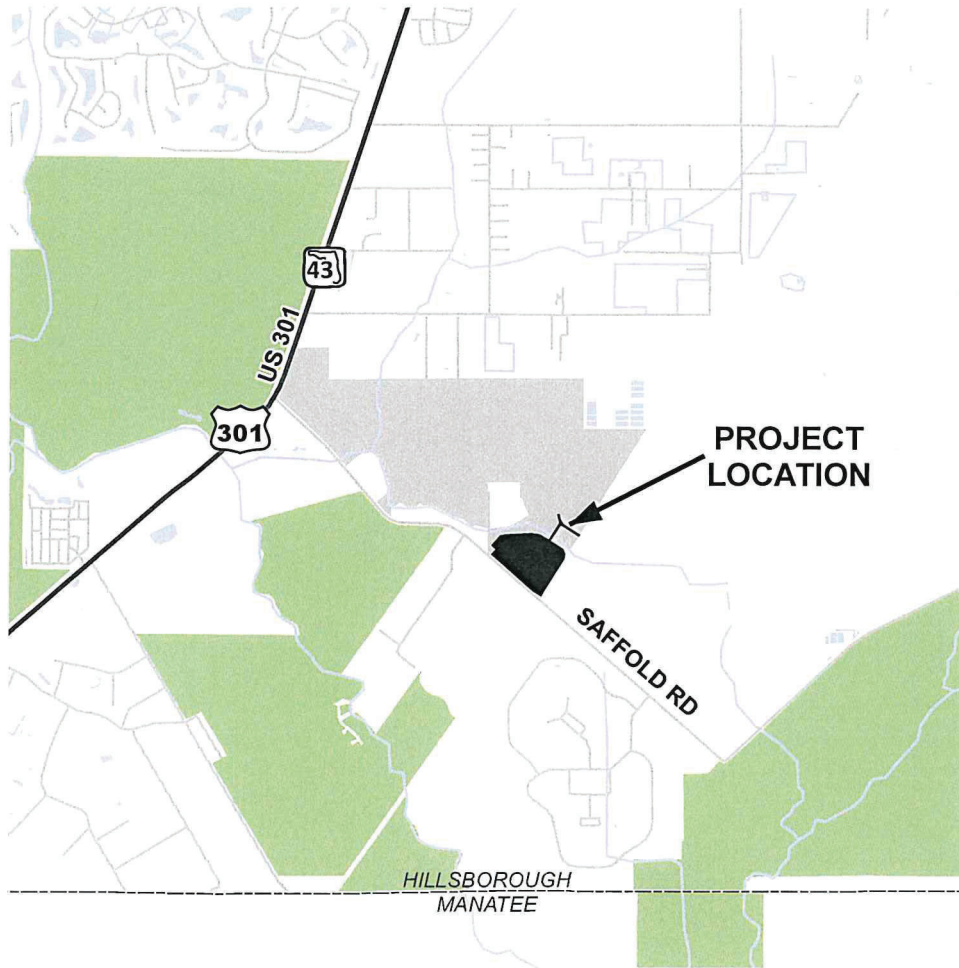 43
US 301
301
PROJECT
LOCATION
SAFFOLD RD
HILLSBOROUGH
MANATEE